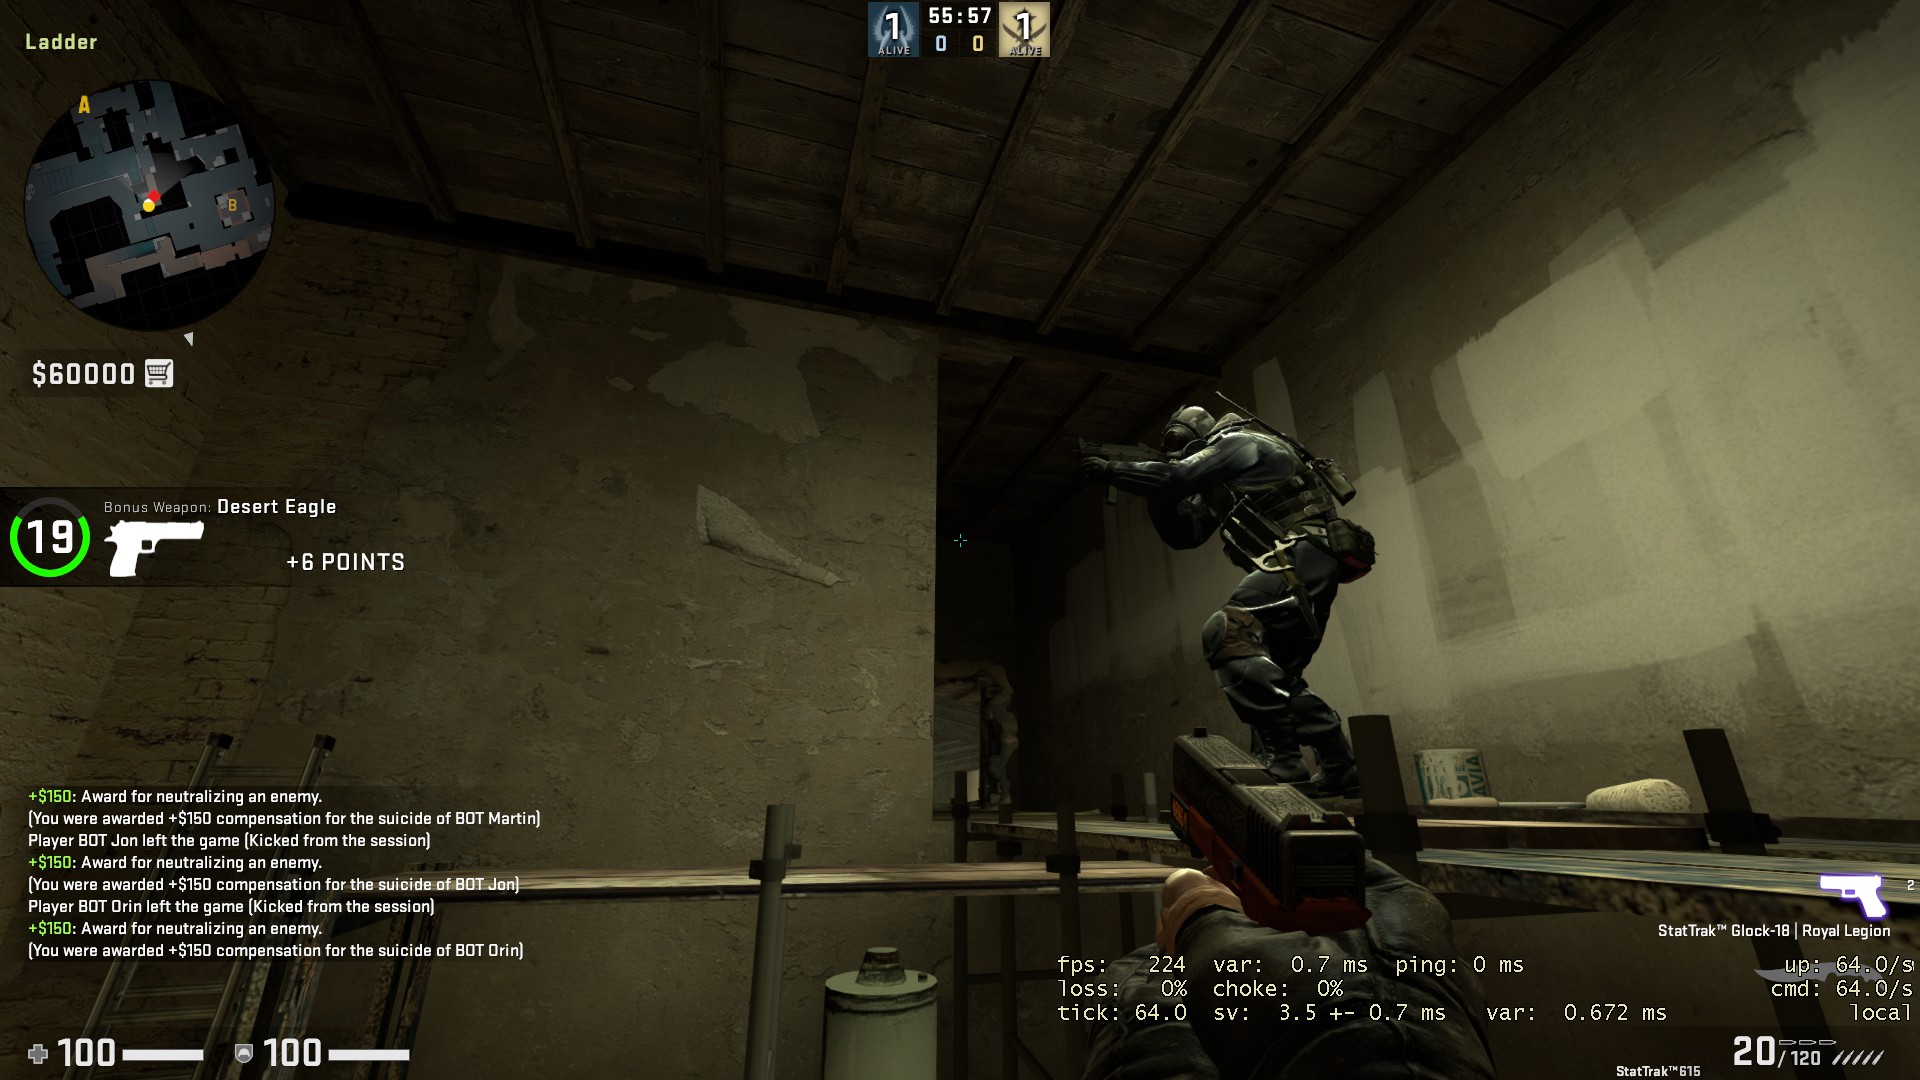 Ladder
1
ALIVE
55:57
0 0
1
ALIVE
A
B
$60000
19
Bonus Weapon: Desert Eagle
+6 POINTS
+$150: Award for neutralizing an enemy.
(You were awarded +$150 compensation for the suicide of BOT Martin)
Player BOT Jon left the game (Kicked from the session)
+$150: Award for neutralizing an enemy.
(You were awarded +$150 compensation for the suicide of BOT Jon)
Player BOT Orin left the game (Kicked from the session)
+$150: Award for neutralizing an enemy.
(You were awarded +$150 compensation for the suicide of BOT Orin)
2
StatTrak™ Glock-18 | Royal Legion
fps: 224 var: 0.7 ms ping: 0 ms
up: 64.0/s
loss: 0% choke: 0%
cmd: 64.0/s
tick: 64.0 sv: 3.5 +- 0.7 ms var: 0.672 ms
local
100
100
20/120
StatTrak™615